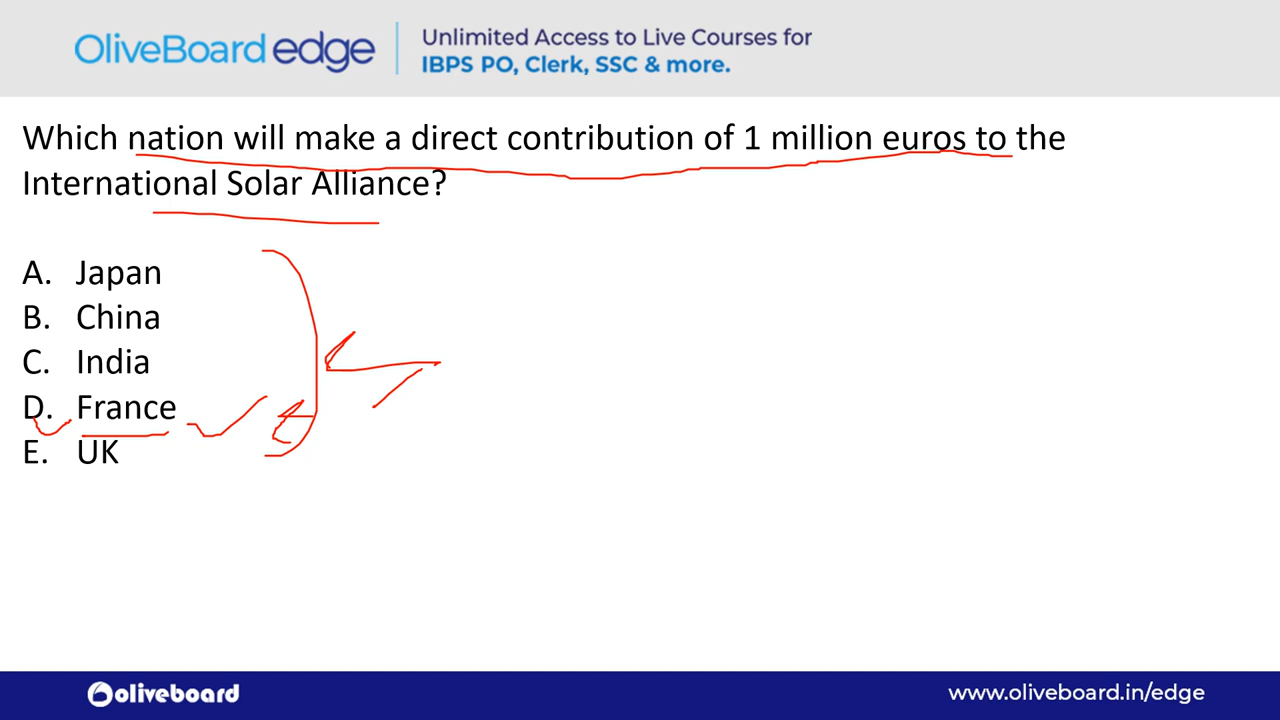 OliveBoard edge
Unlimited Access to Live Courses for
IBPS PO, Clerk, SSC & more.
Which nation will make a direct contribution of 1 million euros to the
International Solar Alliance?
A. Japan
B. China
C. India
D. France
E. UK
oliveboard
www.oliveboard.in/edge